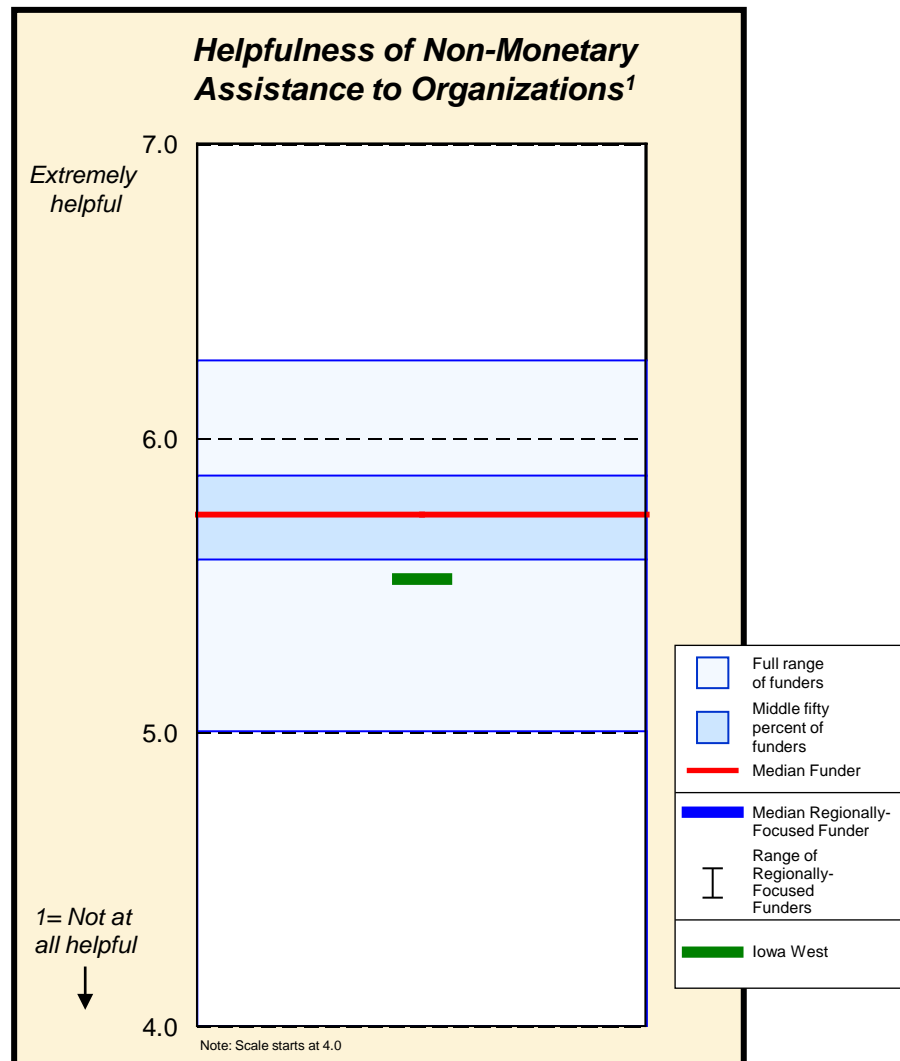 Helpfulness of Non-Monetary
Assistance to Organizations1
7.0
Extremely
helpful
6.0
5.0
1= Not at
all helpful
4.0
Note: Scale starts at 4.0
Full range
of funders
Middle fifty
percent of
funders
Median Funder
Median Regionally-
Focused Funder
Range of
Regionally-
Focused
Funders
Iowa West